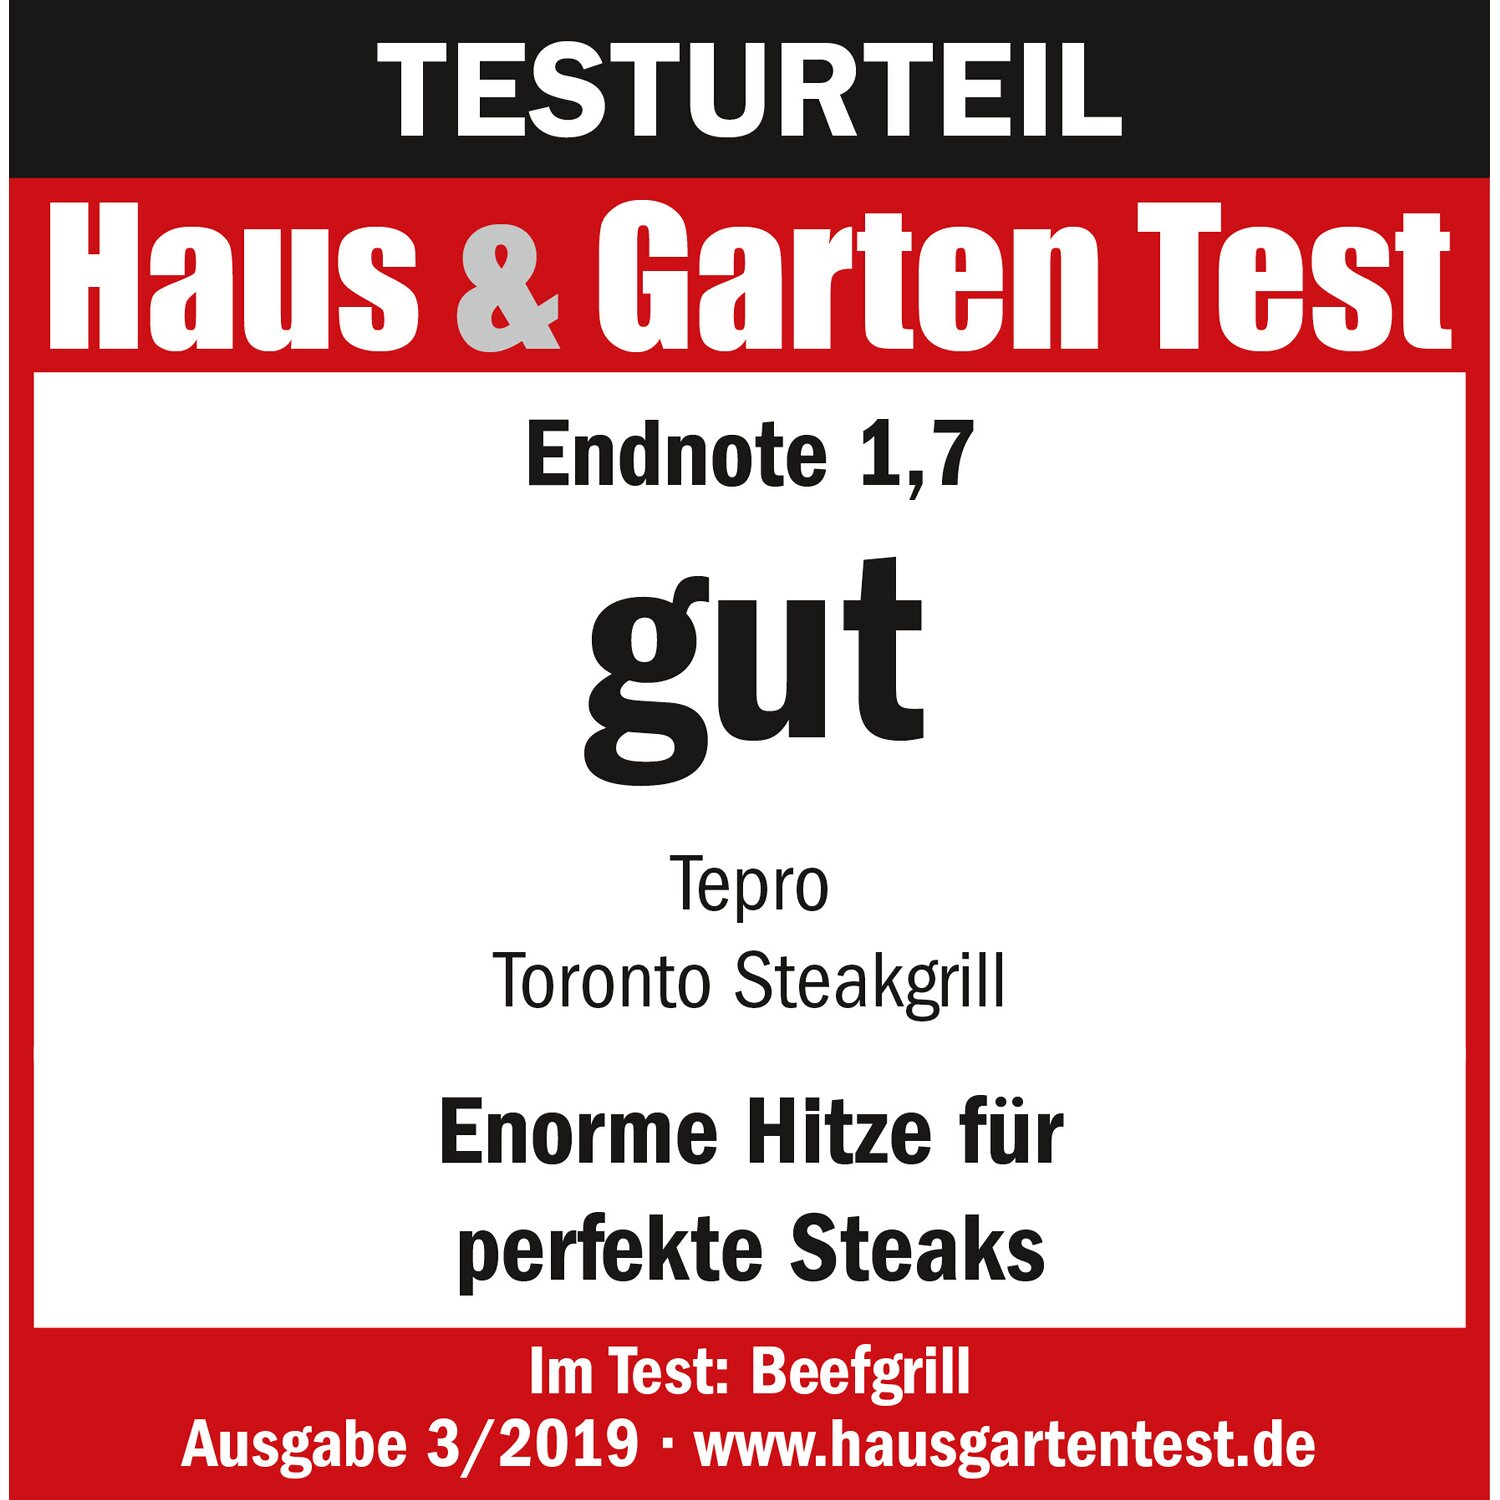 TESTURTEIL
Haus & Garten Test
Endnote 1,7
gut
Tepro
Toronto Steakgrill
Enorme Hitze für
perfekte Steaks
Im Test: Beefgrill
Ausgabe 3/2019 · www.hausgartentest.de